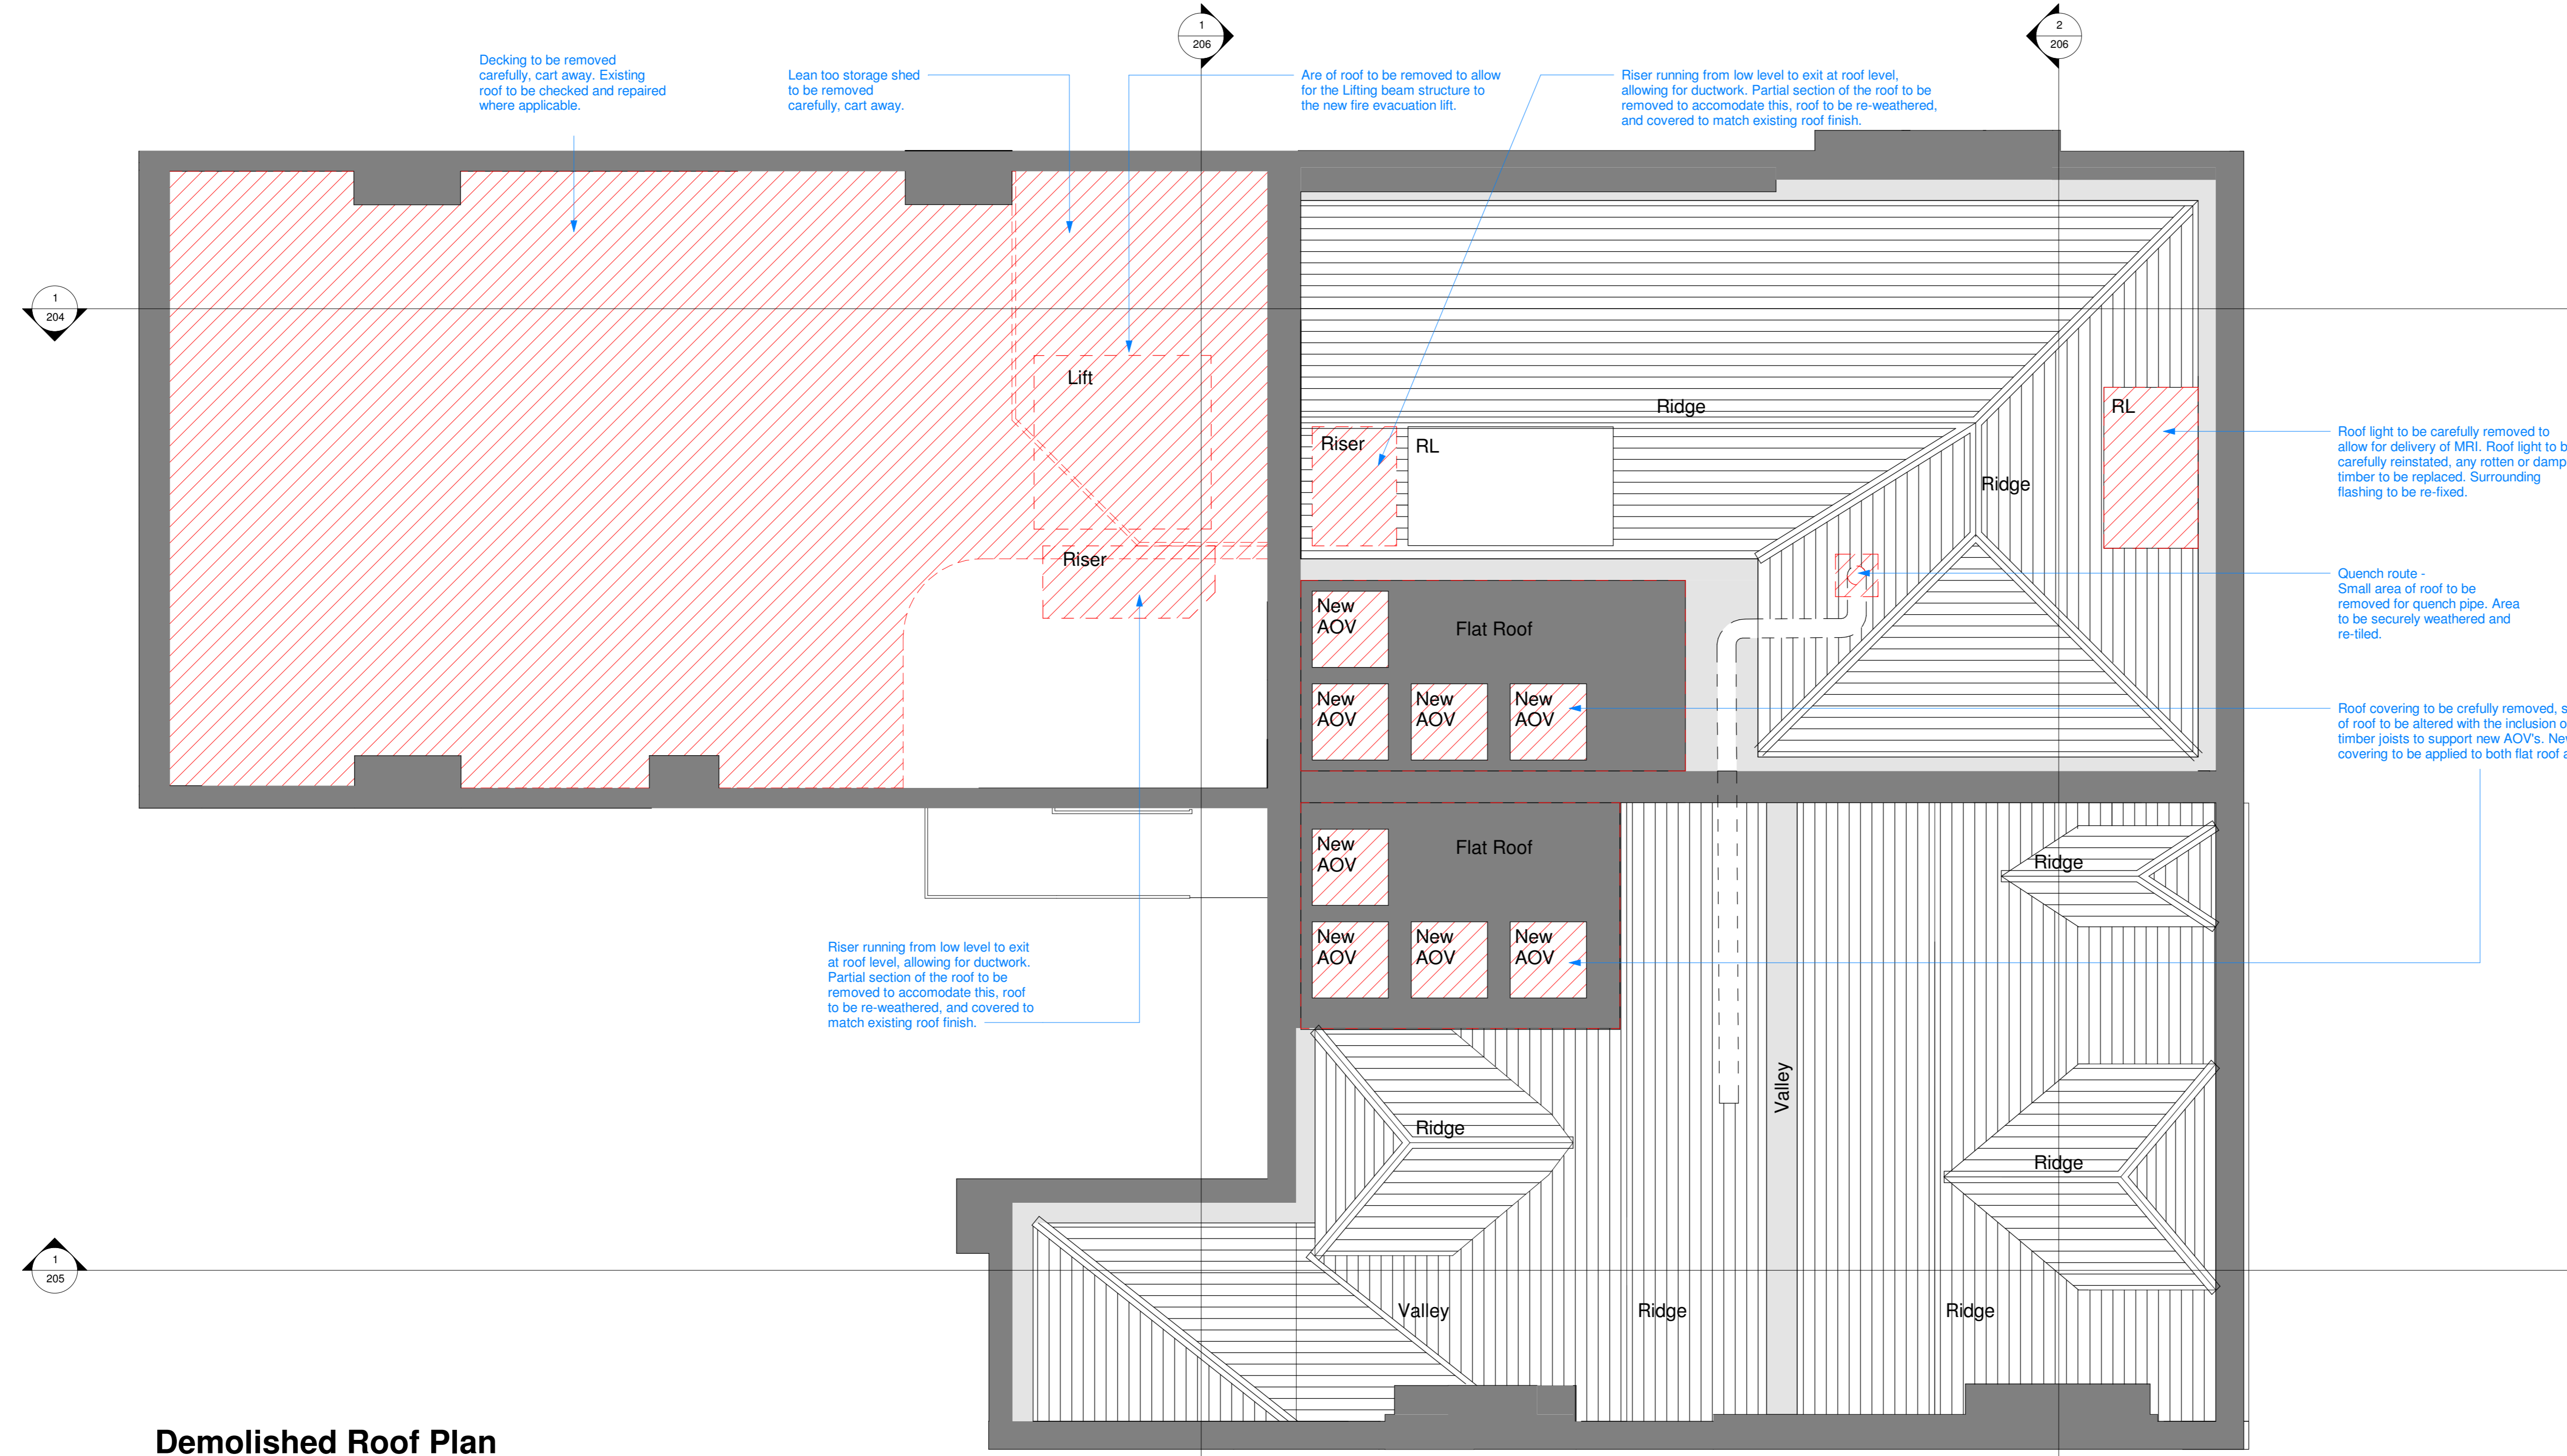 1
206
2
206
Decking to be removed
carefully, cart away. Existing
roof to be checked and repaired
where applicable.
Lean too storage shed
to be removed
carefully, cart away.
Are of roof to be removed to allow
for the Lifting beam structure to
the new fire evacuation lift.
Riser running from low level to exit at roof level,
allowing for ductwork. Partial section of the roof to be
removed to accomodate this, roof to be re-weathered,
and covered to match existing roof finish.
1
204
Lift
Riser
Ridge
Riser
RL
Ridge
RL
Roof light to be carefully removed to
allow for delivery of MRI. Roof light to
carefully reinstated, any rotten or damp
timber to be replaced. Surrounding
flashing to be re-fixed.
Quench route -
Small area of roof to be
removed for quench pipe. Area
to be securely weathered and
re-tiled.
New
AOV
Flat Roof
New
AOV
New
AOV
New
AOV
Roof covering to be crefully removed,
of roof to be altered with the inclusion
timber joists to support new AOV's.
covering to be applied to both flat roof
New
AOV
Flat Roof
New
AOV
New
AOV
New
AOV
Ridge
Riser running from low level to exit
at roof level, allowing for ductwork.
Partial section of the roof to be
removed to accomodate this, roof
to be re-weathered, and covered to
match existing roof finish.
Valley
Ridge
Ridge
1
205
Valley
Ridge
Ridge
Demolished Roof Plan